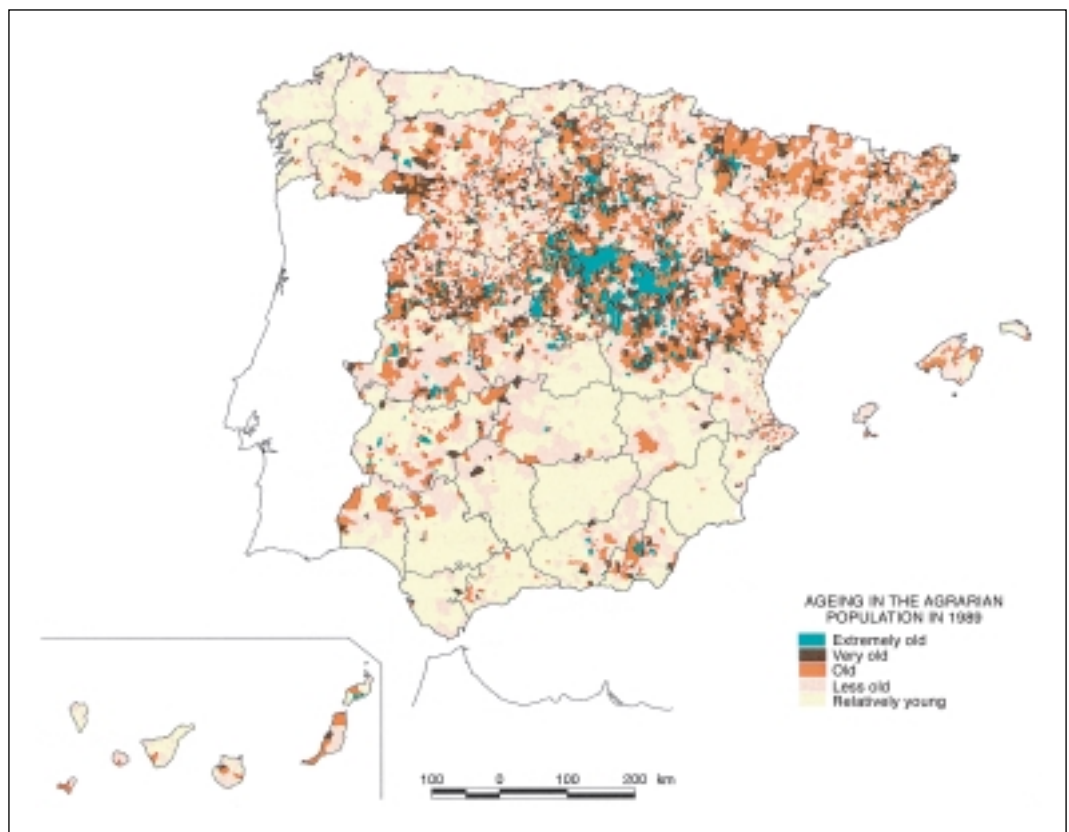 AGEING IN THE AGRARIAN
POPULATION IN 1989
Extremely old
Very old
Old
Less old
Relatively young
100 0 100 200 km